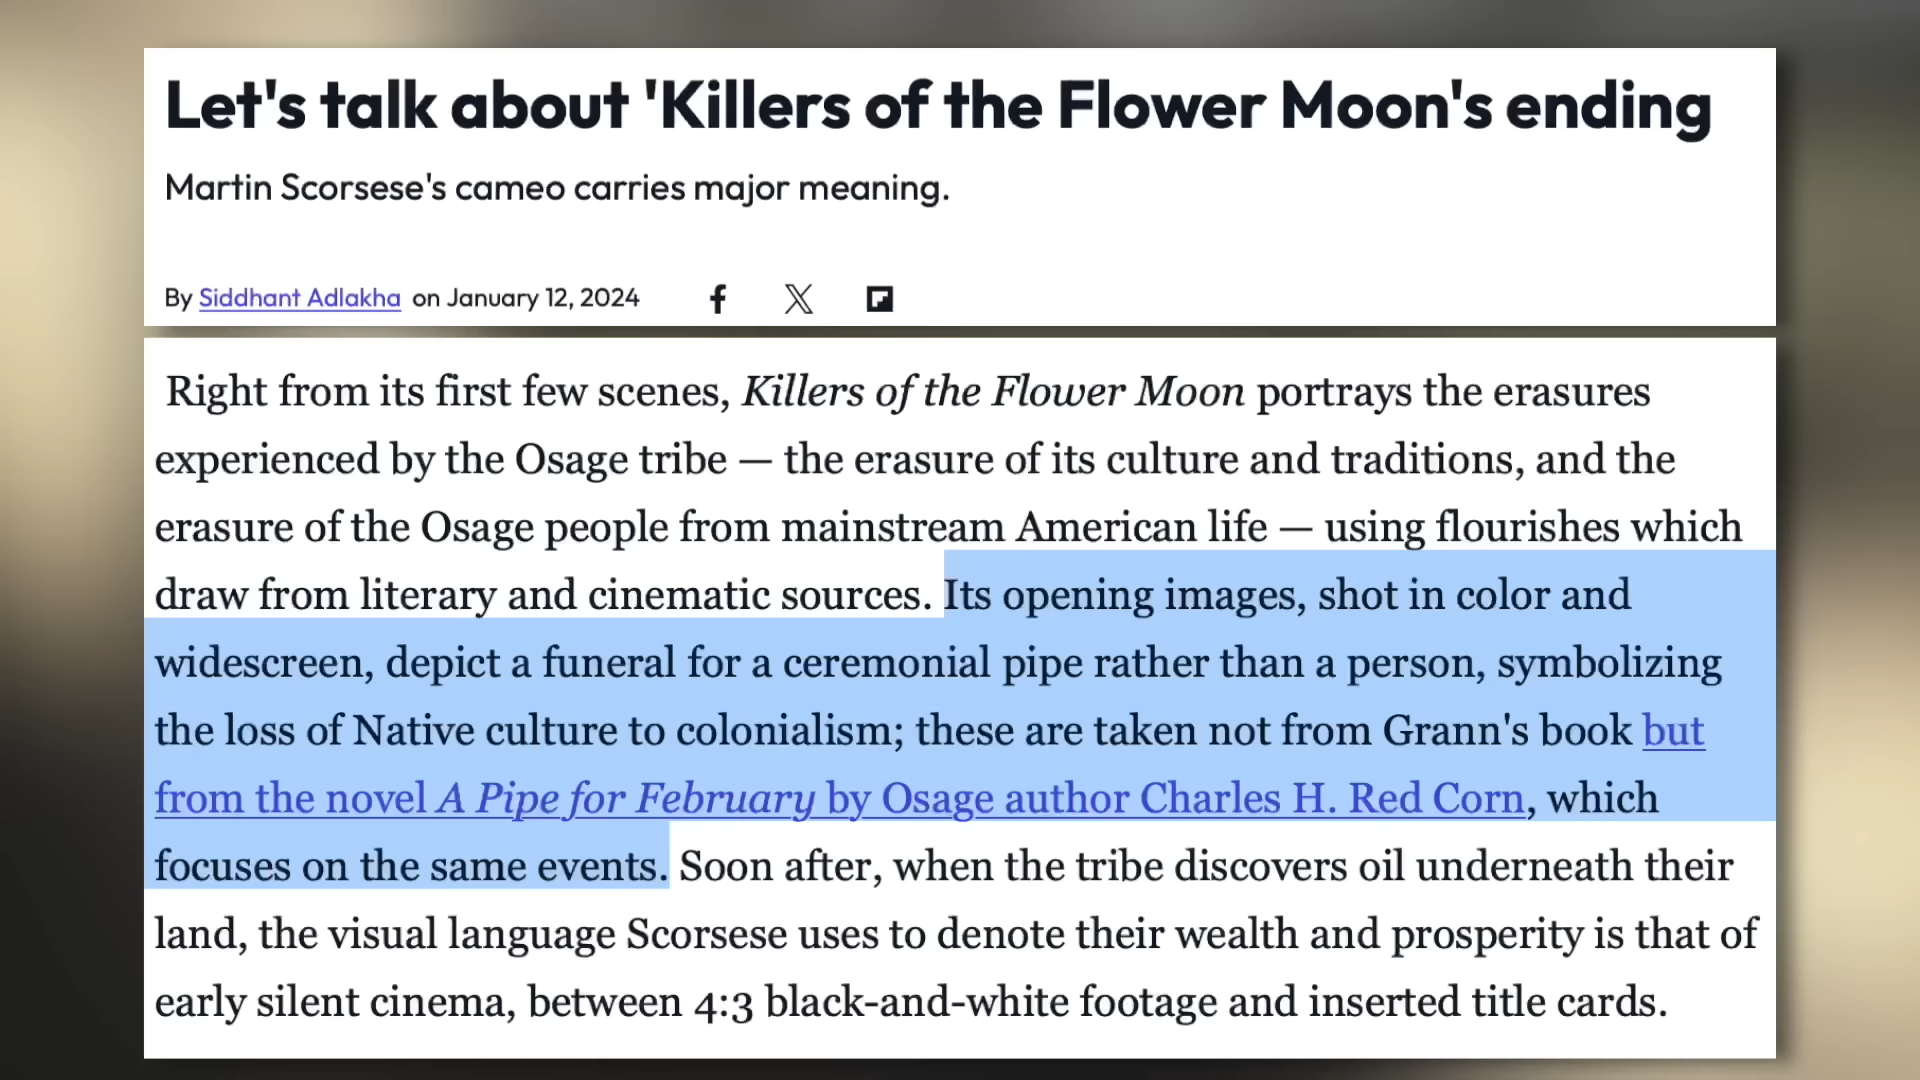 Let's talk about 'Killers of the Flower Moon's ending
Martin Scorsese's cameo carries major meaning.
By Siddhant Adlakha on January 12, 2024
Right from its first few scenes, Killers of the Flower Moon portrays the erasures
experienced by the Osage tribe — the erasure of its culture and traditions, and the
erasure of the Osage people from mainstream American life — using flourishes which
draw from literary and cinematic sources. Its opening images, shot in color and
widescreen, depict a funeral for a ceremonial pipe rather than a person, symbolizing
the loss of Native culture to colonialism; these are taken not from Grann's book but
from the novel A Pipe for February by Osage author Charles H. Red Corn, which
focuses on the same events. Soon after, when the tribe discovers oil underneath their
land, the visual language Scorsese uses to denote their wealth and prosperity is that of
early silent cinema, between 4:3 black-and-white footage and inserted title cards.